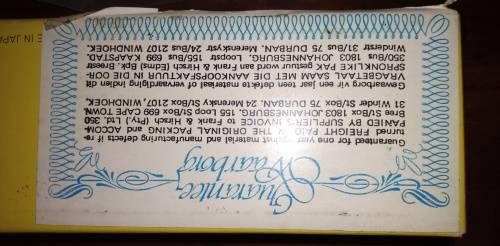 Guarantee
Waarborg
Guaranteed for one year against material and manufacturing defects if re-
turned FREIGHT PAID IN THE ORIGINAL PACKING and ACCOM-
PANIED BY SUPPLIER'S INVOICE to Frank & Hirsch (Pty.) Ltd. 350
Bree St/Box 1803 JOHANNESBURG, 155 Loop St/Box 699 CAPE TOWN,
31 Winder St/Box 75 DURBAN. 24 Merensky St/Box 2107, WINDHOEK.
Gewaarborg vir een jaar teen defekte materiaal of vervaardiging indien dit
VRAGBETAAL SAAM MET DIE AANKOOPSFAKTUUR IN DIE OOR-
SPRONKLIKE PAK gestuur word aan Frank & Hirsch (Edms) Bpk. Breestr.
350/Bus 1803 JOHANNESBURG. Loopstr. 155/Bus 699 KAAPSTAD.
Winderstr 31/Bus 75 DURBAN. Merenskystr 24/Bus 2107 WINDHOEK.
E IN JAPA